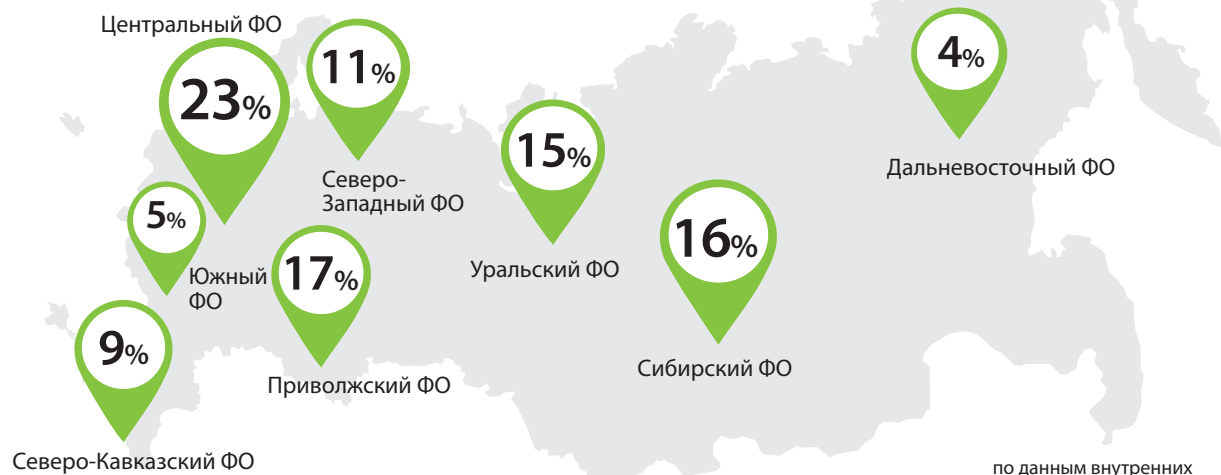 Центральный ФО
23%
11%
Северо-
Западный ФО
4%
Дальневосточный ФО
15%
Уральский ФО
5%
Южный
ФО
17%
Приволжский ФО
16%
Сибирский ФО
9%
Северо-Кавказский ФО
по данным внутренних